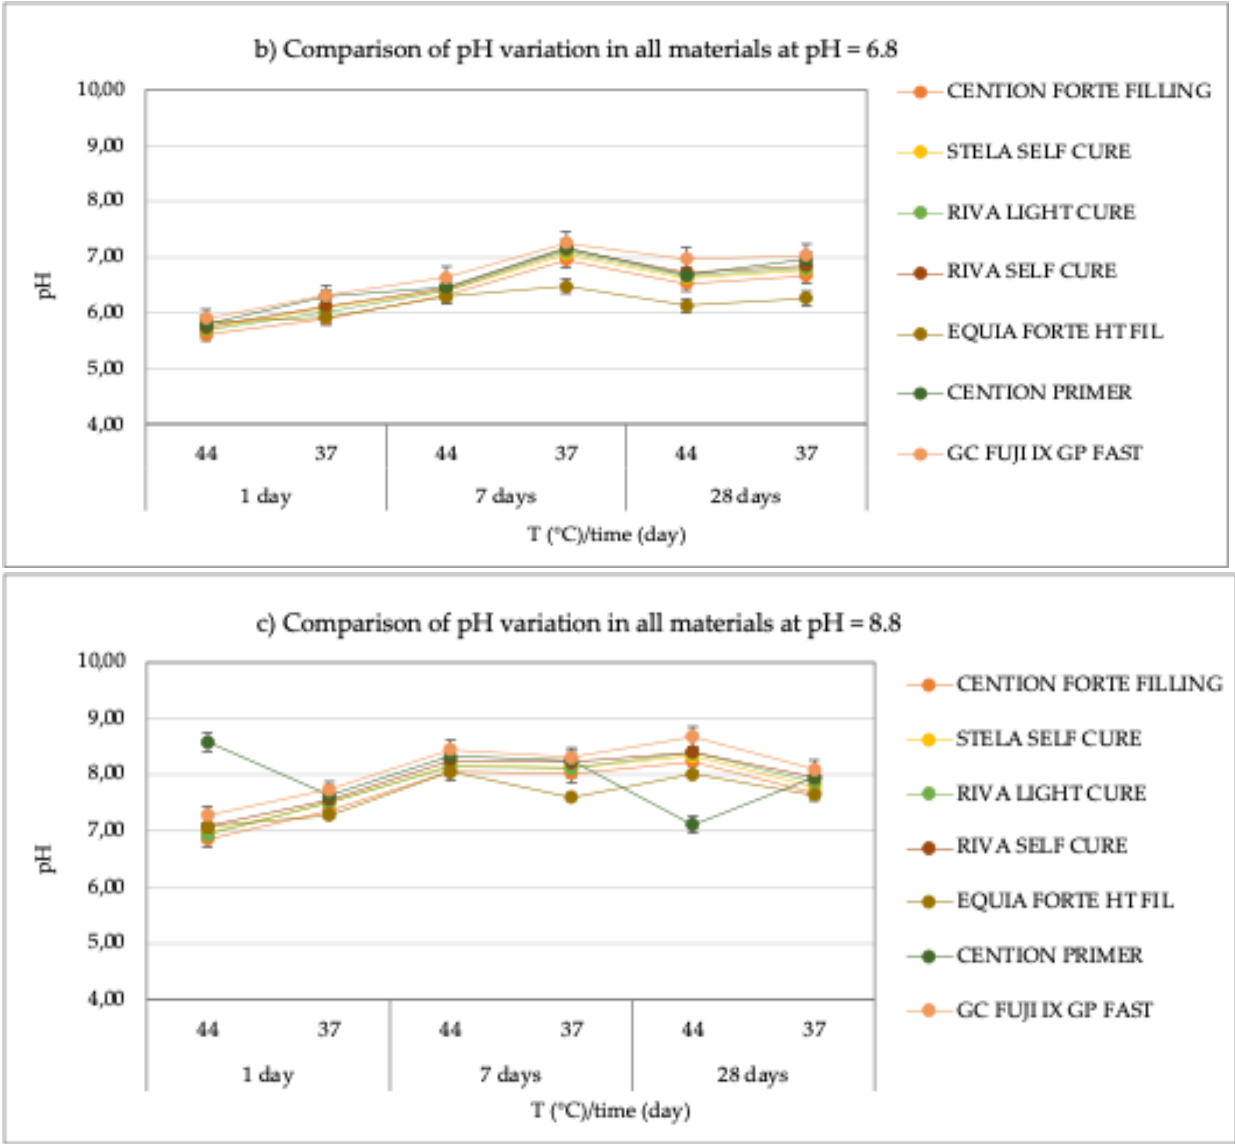 b) Comparison of pH variation in all materials at pH = 6.8
10,00
9,00
8,00
7,00
6,00
5,00
4,00
pH
44 37 44 37 44 37
1 day 7 days 28 days
T (°C)/time (day)
CENTION FORTE FILLING
STELA SELF CURE
RIVA LIGHT CURE
RIVA SELF CURE
EQUIA FORTE HT FIL
CENTION PRIMER
GC FUJI IX GP FAST
c) Comparison of pH variation in all materials at pH = 8.8
10,00
9,00
8,00
7,00
6,00
5,00
4,00
pH
44 37 44 37 44 37
1 day 7 days 28 days
T (°C)/time (day)
CENTION FORTE FILLING
STELA SELF CURE
RIVA LIGHT CURE
RIVA SELF CURE
EQUIA FORTE HT FIL
CENTION PRIMER
GC FUJI IX GP FAST